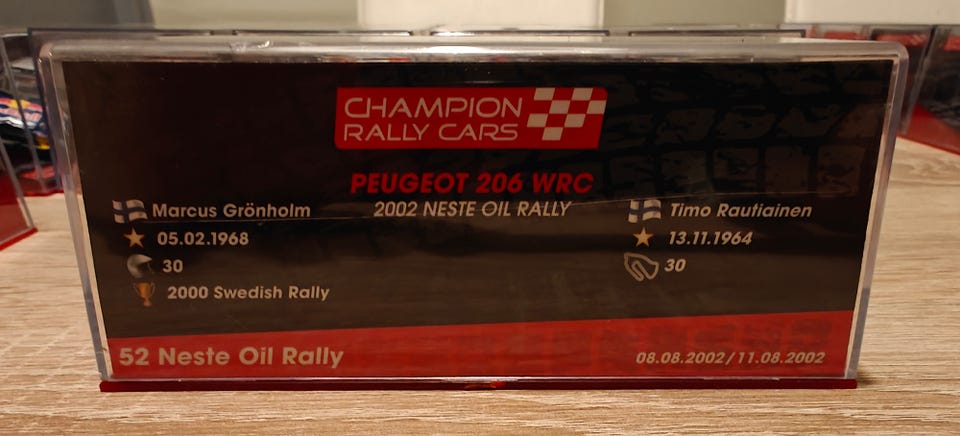 CHAMPION
RALLY CARS
PEUGEOT 206 WRC
2002 NESTE OIL RALLY
Marcus Grönholm
05.02.1968
30
2000 Swedish Rally
Timo Rautiainen
13.11.1964
30
52 Neste Oil Rally
08.08.2002/11.08.2002